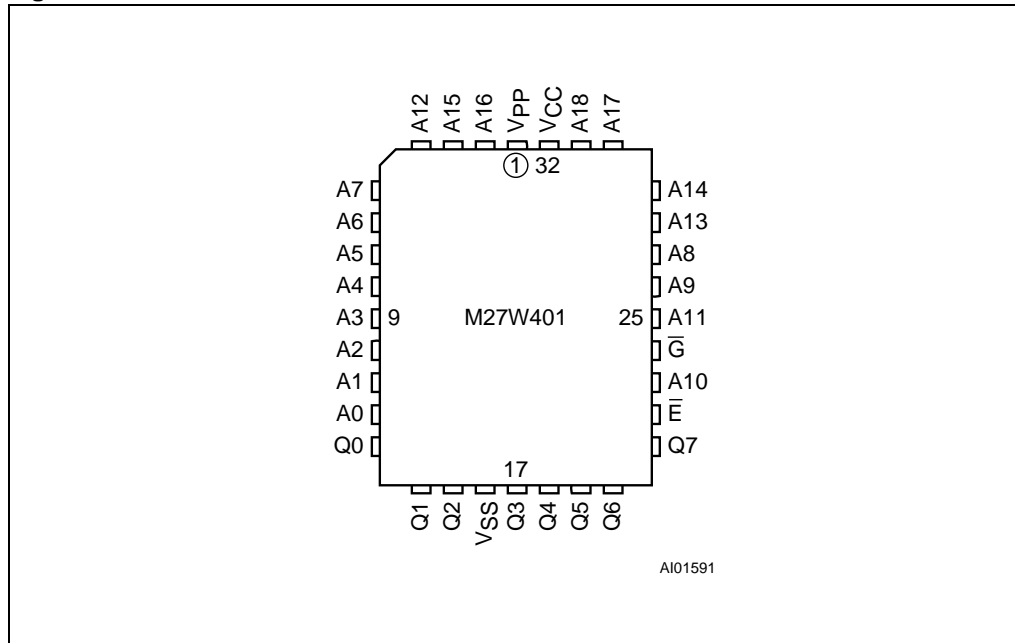 A12 A15 A16 VPP VCC A18 A17
1 32
A7 A14
A6 A13
A5 A8
A4 A9
A3 9 M27W401 25 A11
A2 G̅
A1 A10
A0 E̅
Q0 Q7
17
Q1 Q2 VSS Q3 Q4 Q5 Q6
AI01591